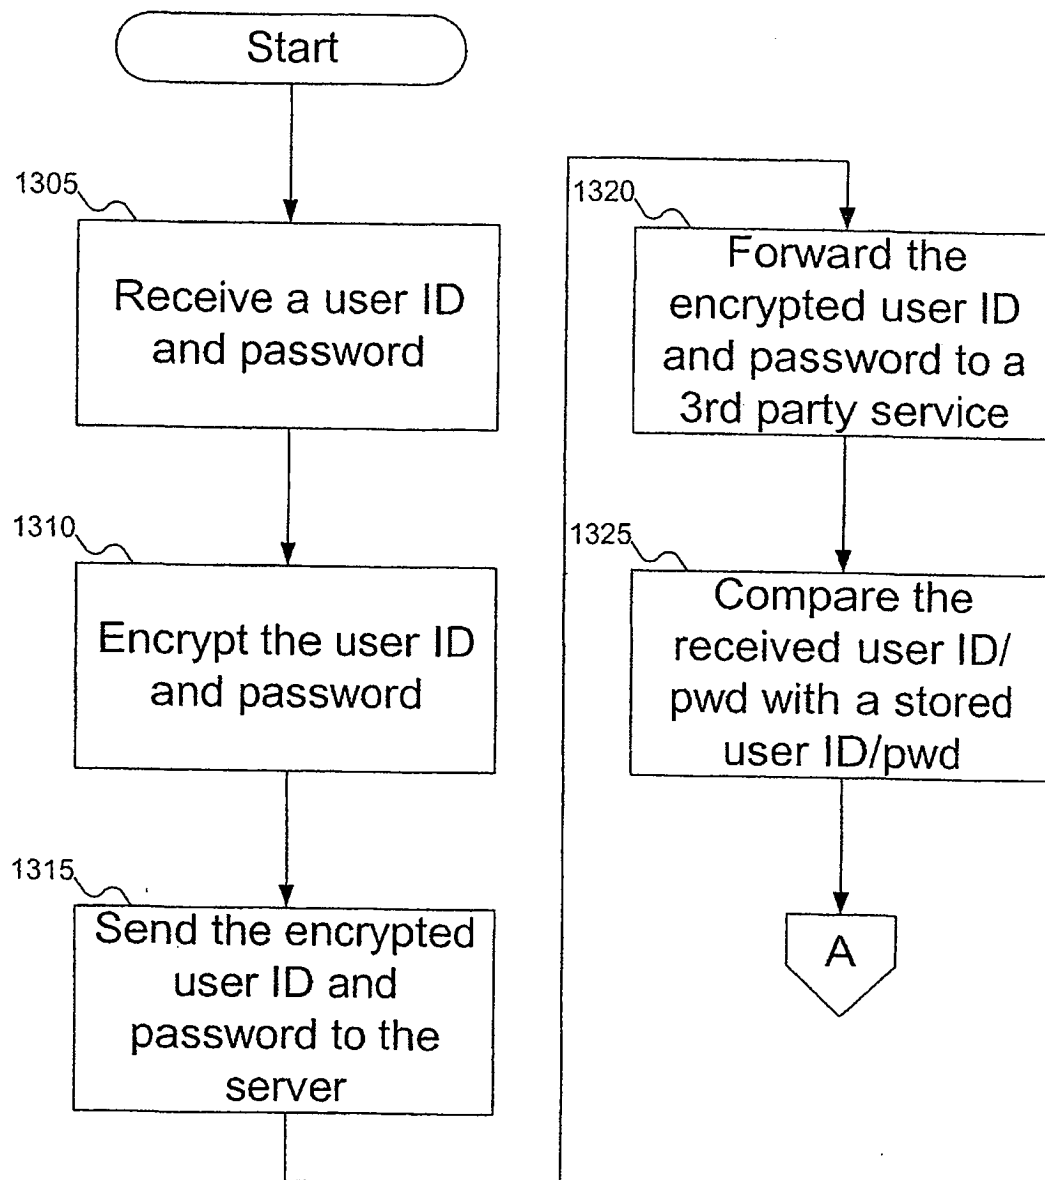 Start
1305
Receive a user ID
and password
1310
Encrypt the user ID
and password
1315
Send the encrypted
user ID and
password to the
server
1320
Forward the
encrypted user ID
and password to a
3rd party service
1325
Compare the
received user ID/
pwd with a stored
user ID/pwd
A